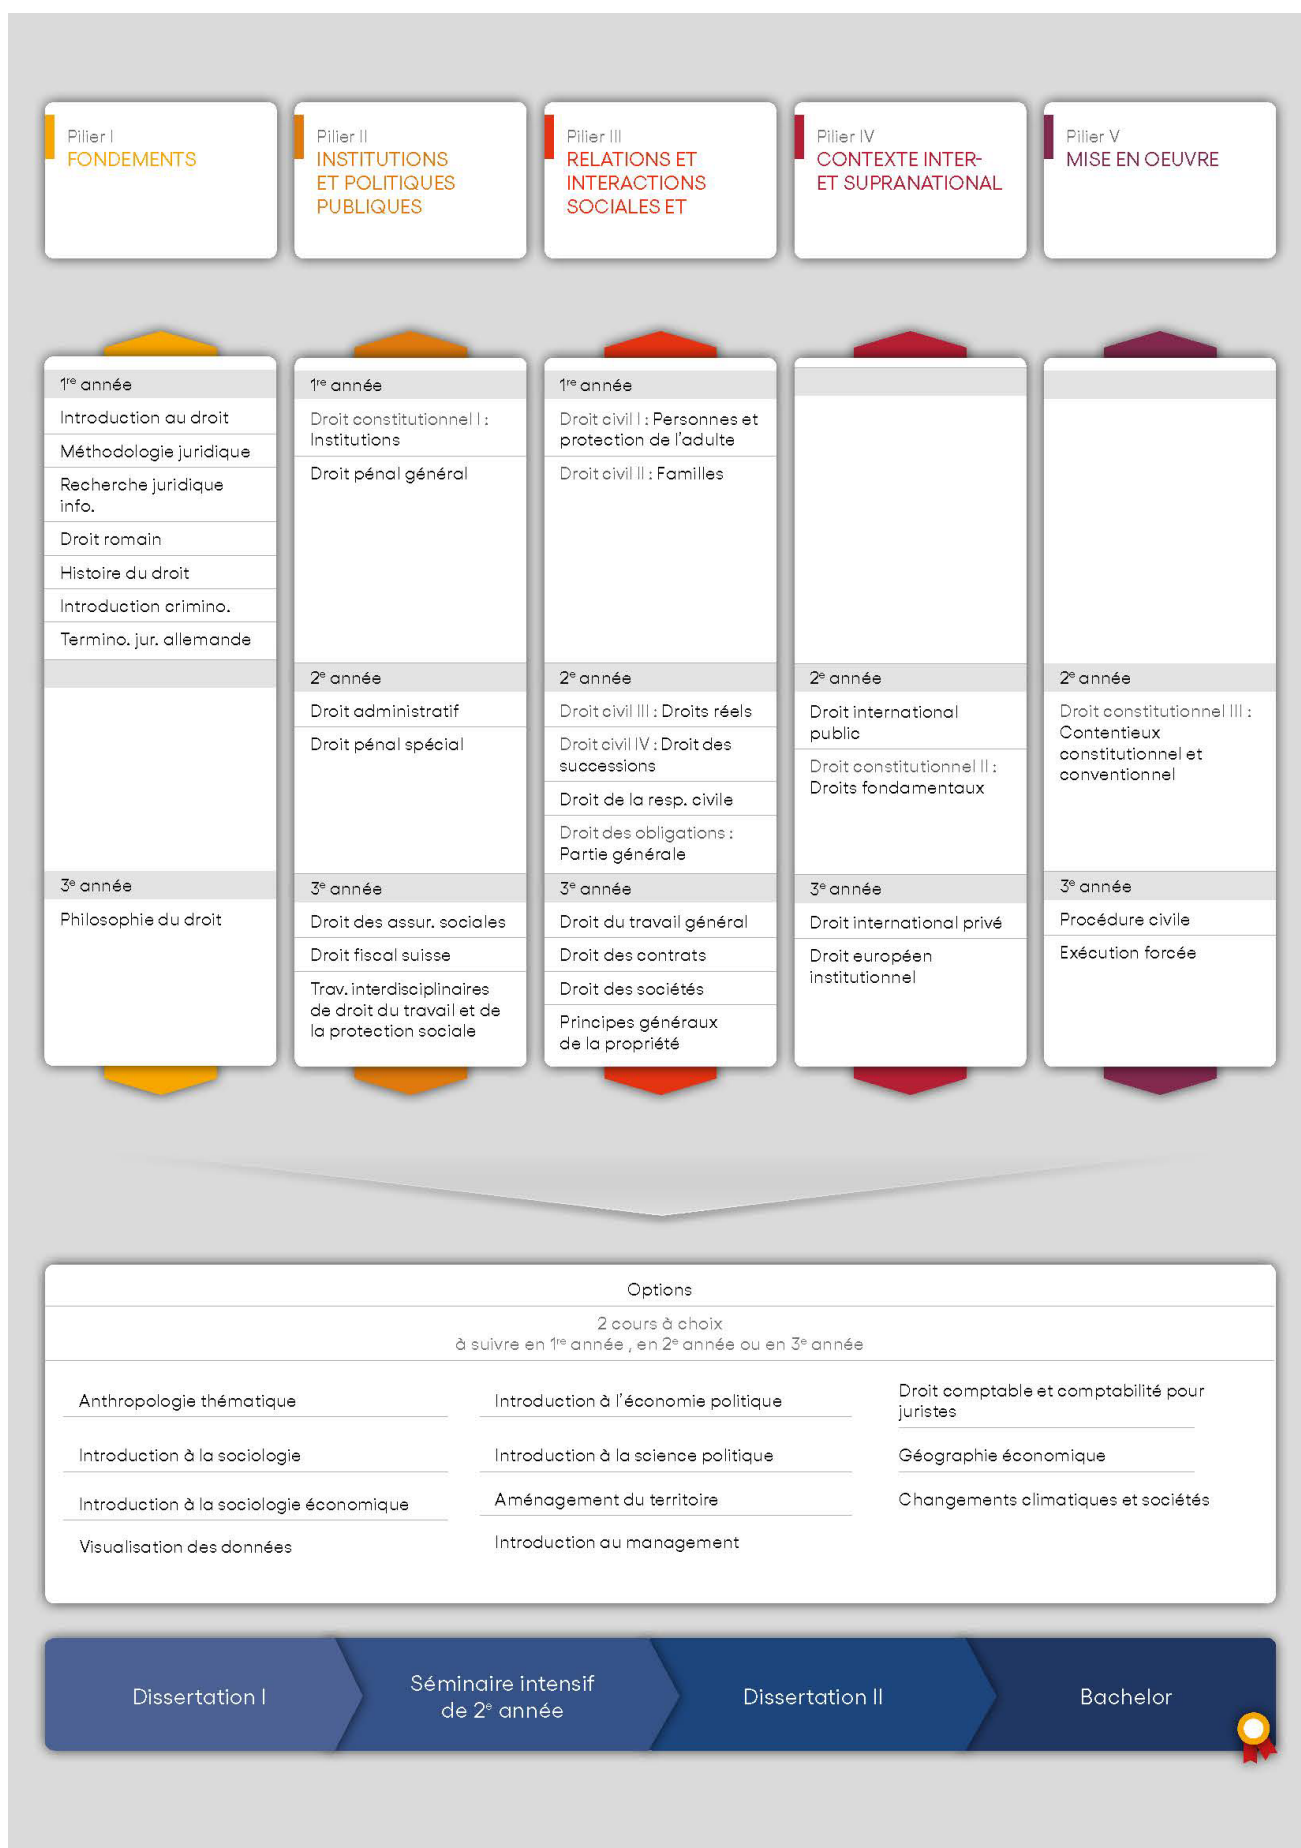 Pilier I
FONDEMENTS
Pilier II
INSTITUTIONS
ET POLITIQUES
PUBLIQUES
Pilier III
RELATIONS ET
INTERACTIONS
SOCIALES ET
Pilier IV
CONTEXTE INTER-
ET SUPRANATIONAL
Pilier V
MISE EN OEUVRE
1re année
Introduction au droit
Méthodologie juridique
Recherche juridique
info.
Droit romain
Histoire du droit
Introduction crimino.
Termino. jur. allemande
3e année
Philosophie du droit
1re année
Droit constitutionnel I :
Institutions
Droit pénal général
2e année
Droit administratif
Droit pénal spécial
3e année
Droit des assur. sociales
Droit fiscal suisse
Trav. interdisciplinaires
de droit du travail et de
la protection sociale
1re année
Droit civil I : Personnes et
protection de l'adulte
Droit civil II : Familles
2e année
Droit civil III : Droits réels
Droit civil IV : Droit des
successions
Droit de la resp. civile
Droit des obligations :
Partie générale
3e année
Droit du travail général
Droit des contrats
Droit des sociétés
Principes généraux
de la propriété
2e année
Droit international
public
Droit constitutionnel II :
Droits fondamentaux
3e année
Droit international privé
Droit européen
institutionnel
2e année
Droit constitutionnel III :
Contentieux
constitutionnel et
conventionnel
3e année
Procédure civile
Exécution forcée
Options
2 cours à choix
à suivre en 1re année , en 2e année ou en 3e année
Anthropologie thématique
Introduction à la sociologie
Introduction à la sociologie économique
Visualisation des données
Introduction à l'économie politique
Introduction à la science politique
Aménagement du territoire
Introduction au management
Droit comptable et comptabilité pour
juristes
Géographie économique
Changements climatiques et sociétés
Dissertation I
Séminaire intensif
de 2e année
Dissertation II
Bachelor